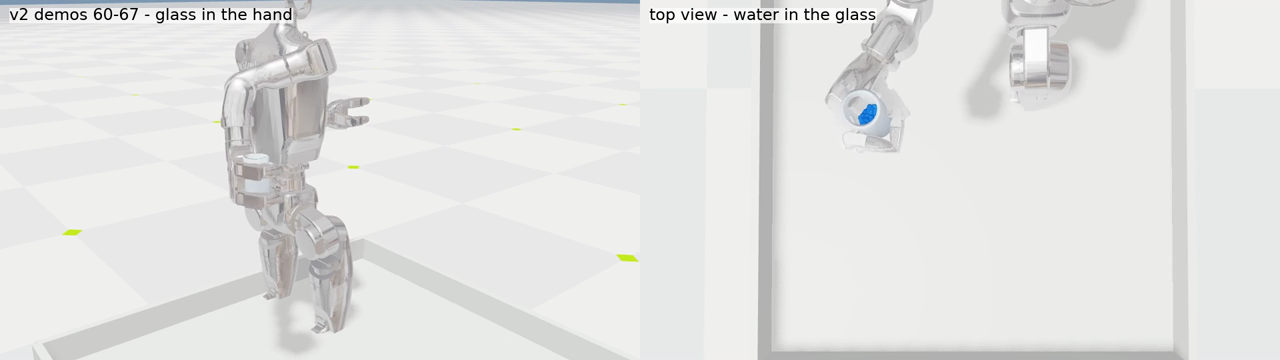 v2 demos 60-67 - glass in the hand
top view - water in the glass